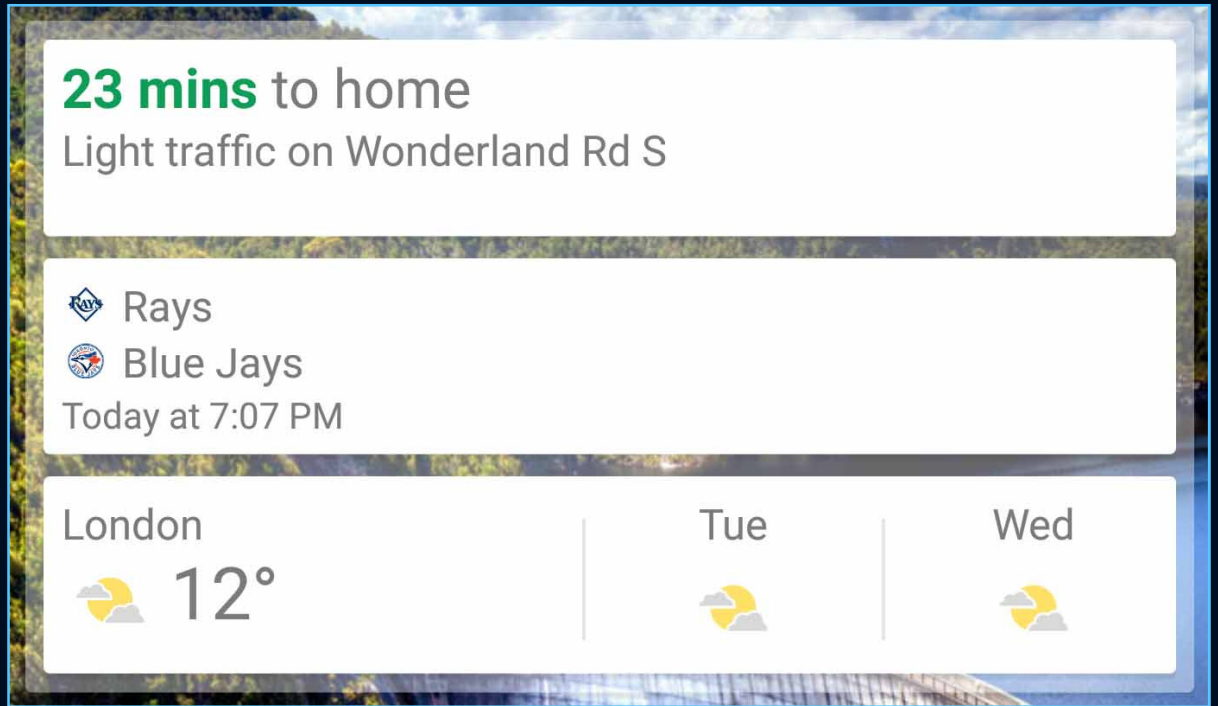 23 mins to home
Light traffic on Wonderland Rd S
RAYS Rays
Blue Jays
Today at 7:07 PM
London
12°
Tue
Wed